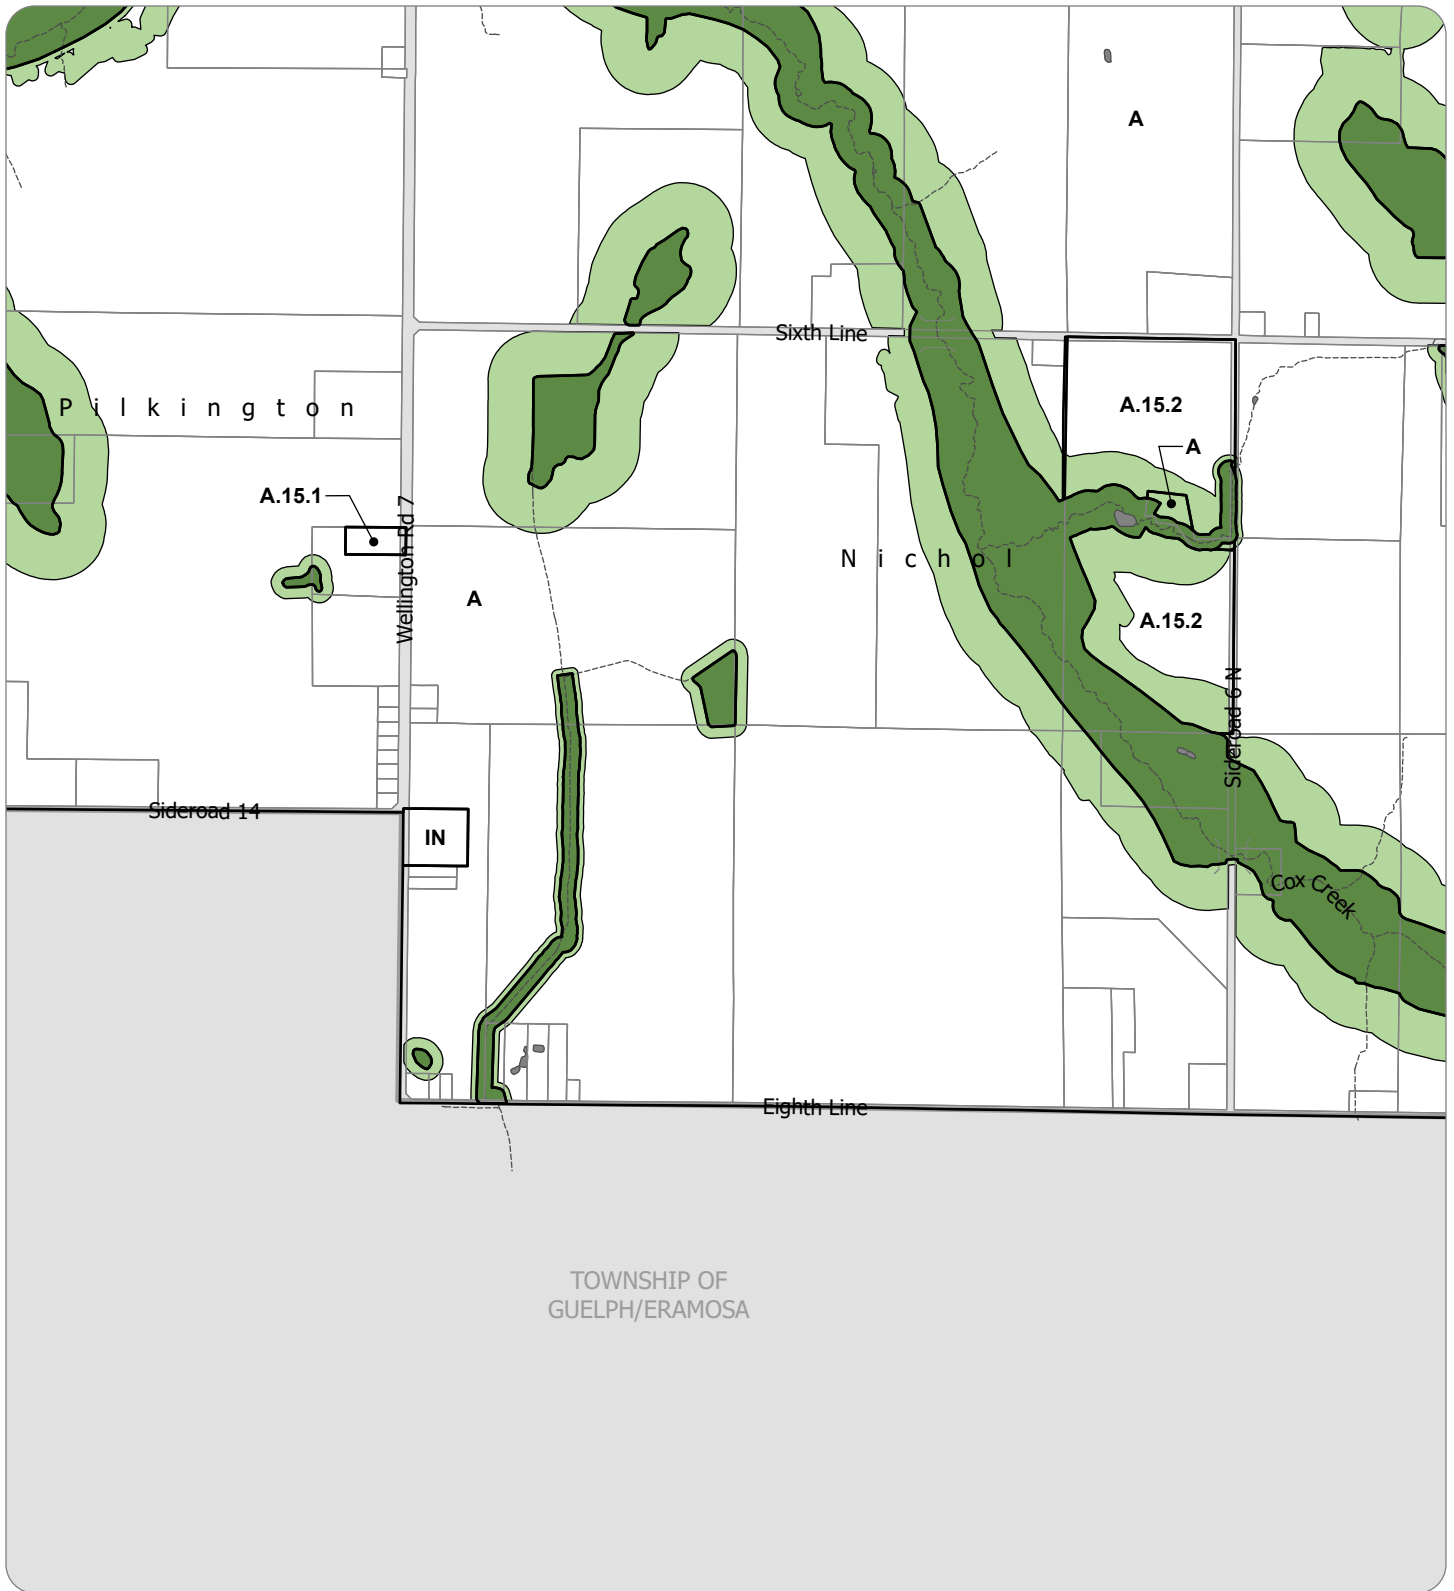 A
Sixth Line
A.15.2
A
P i l k i n g t o n
A.15.1
Wellington Rd 7
N i c h o l
A
A.15.2
Sideroad 6 N
Sideroad 14
IN
Cox Creek
Eighth Line
TOWNSHIP OF
GUELPH/ERAMOSA